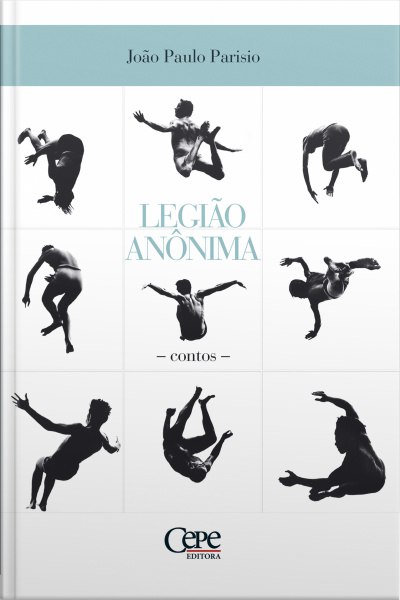 João Paulo Parisio
LEGIÃO
ANÔNIMA
– contos –
Cepe
EDITORA